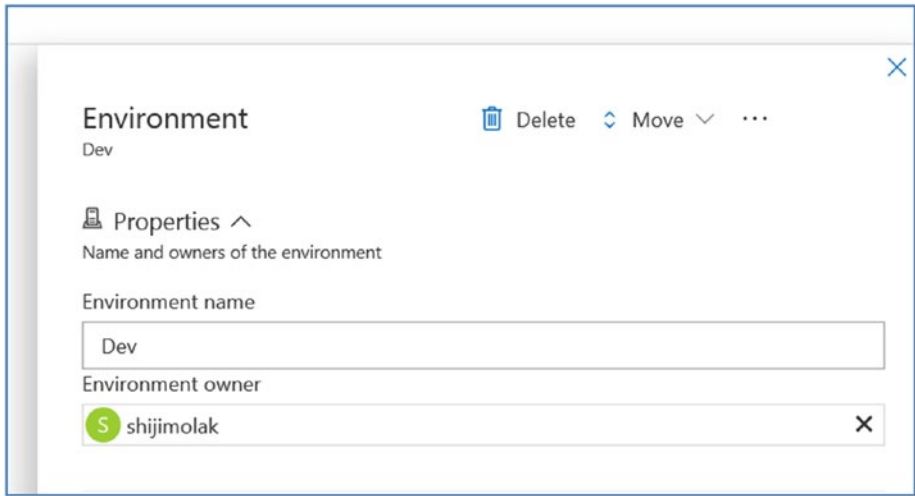 Environment
Delete Move ...
Dev
Properties
Name and owners of the environment
Environment name
Dev
Environment owner
S shijimolak